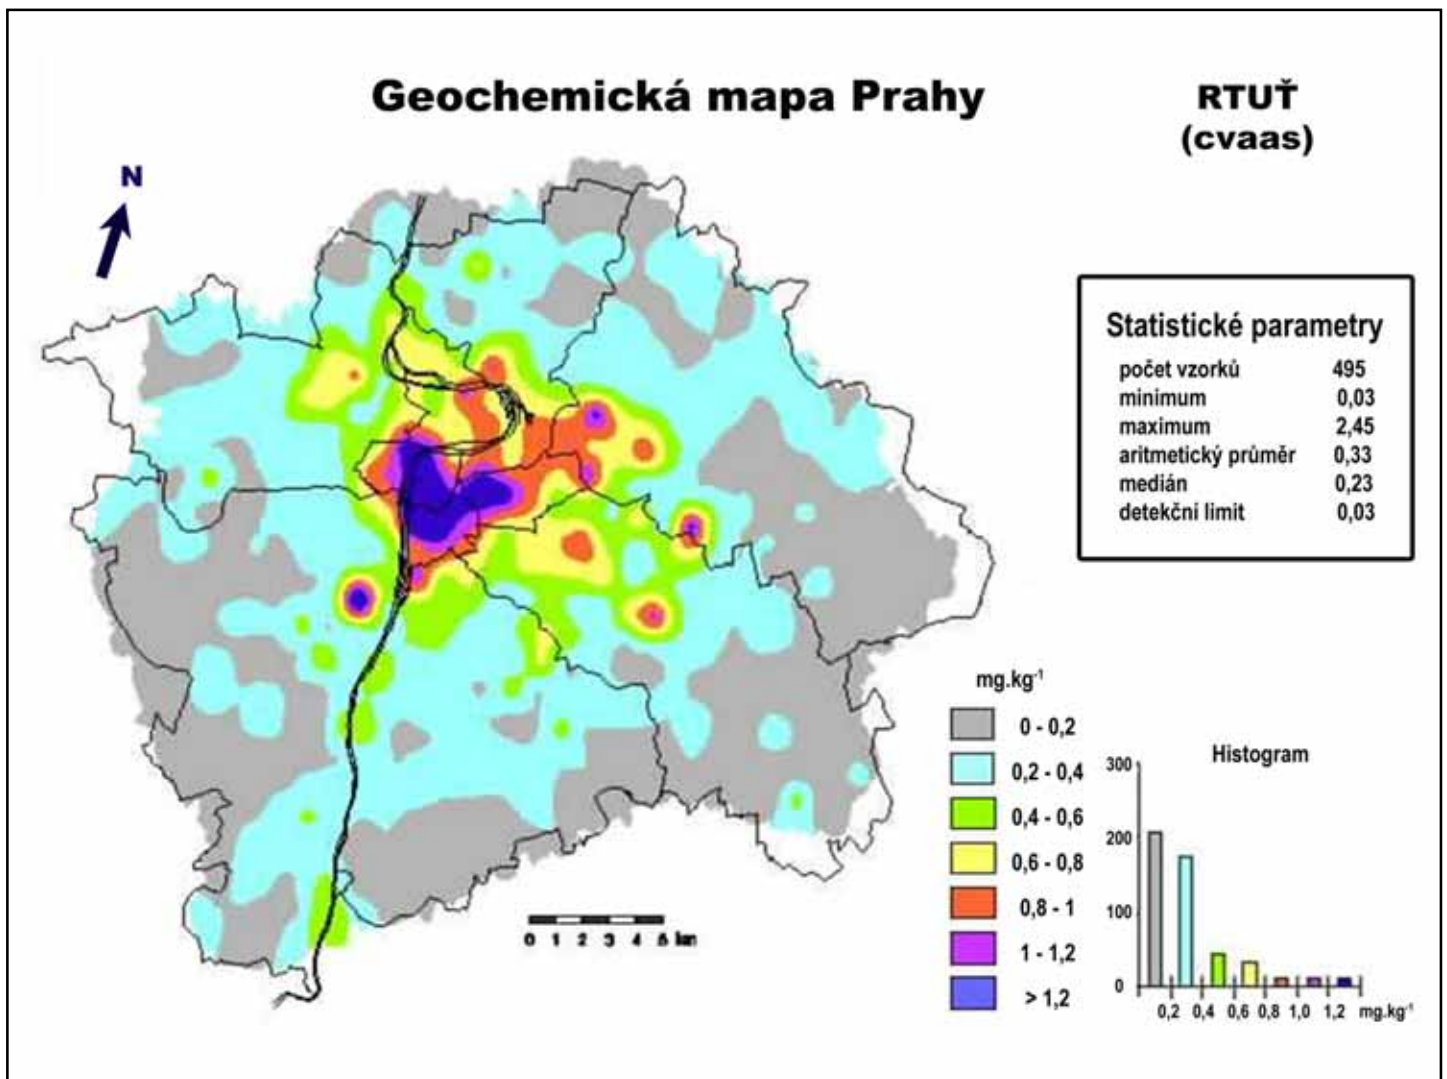 Geochemická mapa Prahy
RTUŤ
(cvaas)
N
Statistické parametry
počet vzorků 495
minimum 0,03
maximum 2,45
aritmetický průměr 0,33
medián 0,23
detekční limit 0,03
mg.kg-1
0 - 0,2
0,2 - 0,4
0,4 - 0,6
0,6 - 0,8
0,8 - 1
1 - 1,2
> 1,2
Histogram
300
200
100
0
0,2 0,4 0,6 0,8 1,0 1,2 mg.kg-1
0 1 2 3 4 5 km